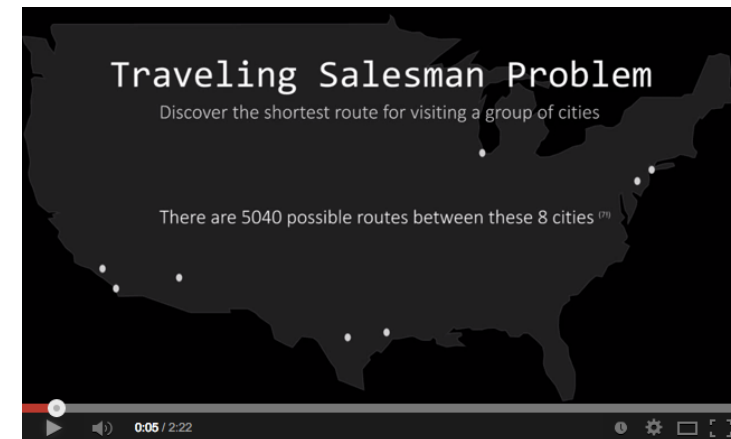 Traveling Salesman Problem
Discover the shortest route for visiting a group of cities
There are 5040 possible routes between these 8 cities (7!)
0:05 / 2:22